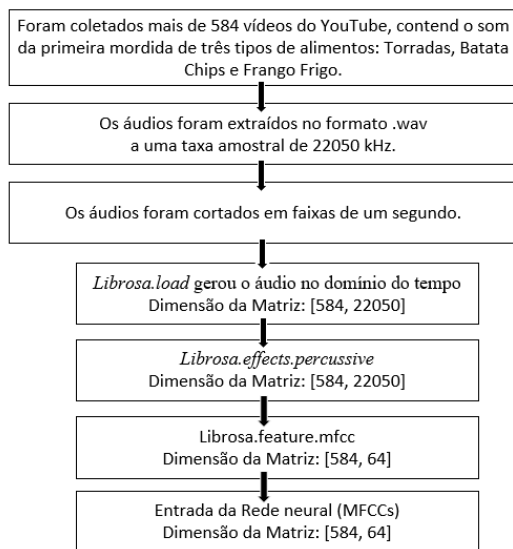 Foram coletados mais de 584 vídeos do YouTube, contend o som
da primeira mordida de três tipos de alimentos: Torradas, Batata
Chips e Frango Frigo.
Os áudios foram extraídos no formato .wav
a uma taxa amostral de 22050 kHz.
Os áudios foram cortados em faixas de um segundo.
Librosa.load gerou o áudio no domínio do tempo
Dimensão da Matriz: [584, 22050]
Librosa.effects.percussive
Dimensão da Matriz: [584, 22050]
Librosa.feature.mfcc
Dimensão da Matriz: [584, 64]
Entrada da Rede neural (MFCCs)
Dimensão da Matriz: [584, 64]